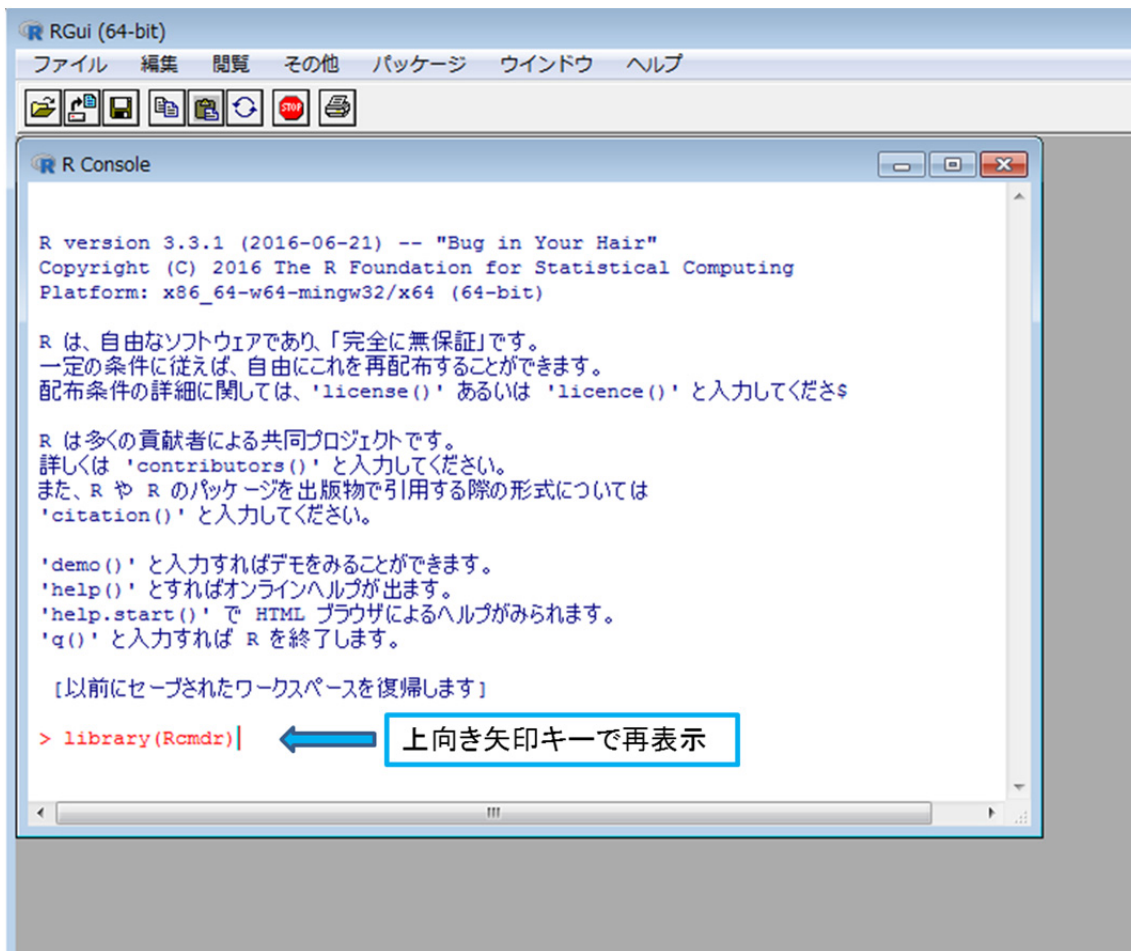 RGui (64-bit)
ファイル 編集 閲覧 その他 パッケージ ウインドウ ヘルプ
STOP
R Console
R version 3.3.1 (2016-06-21) -- "Bug in Your Hair"
Copyright (C) 2016 The R Foundation for Statistical Computing
Platform: x86_64-w64-mingw32/x64 (64-bit)
R は、自由なソフトウェアであり、「完全に無保証」です。
一定の条件に従えば、自由にこれを再配布することができます。
配布条件の詳細に関しては、'license()' あるいは 'licence()' と入力してくださ$
R は多くの貢献者による共同プロジェクトです。
詳しくは 'contributors()' と入力してください。
また、R や R のパッケージを出版物で引用する際の形式については
'citation()' と入力してください。
'demo()' と入力すればデモをみることができます。
'help()' とすればオンラインヘルプが出ます。
'help.start()' で HTML ブラウザによるヘルプがみられます。
'q()' と入力すれば R を終了します。
[以前にセーブされたワークスペースを復帰します]
> library(Rcmdr)
上向き矢印キーで再表示